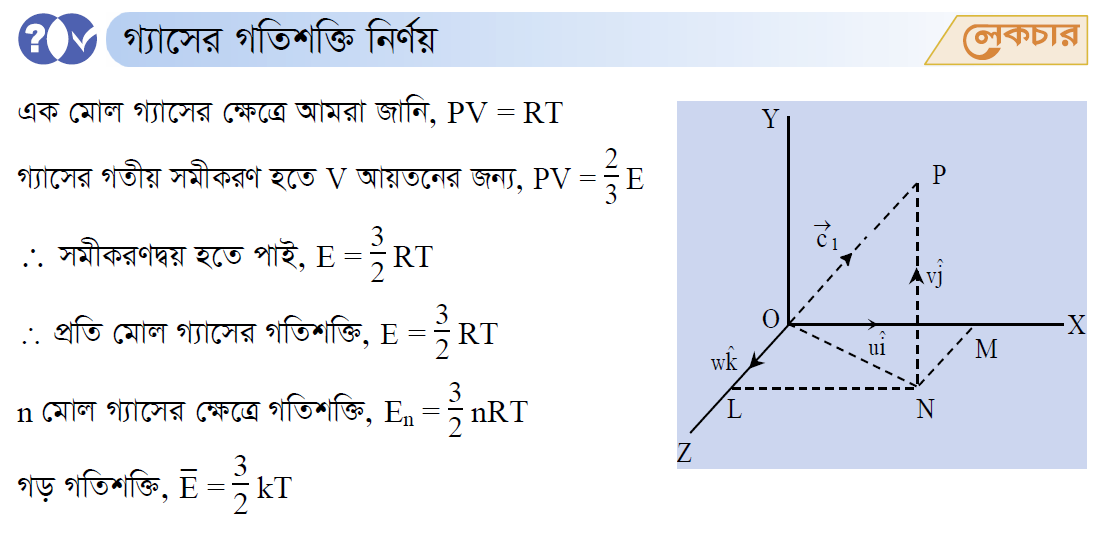 ?
গ্যাসের গতিশক্তি নির্ণয়
লেকচার
এক মোল গ্যাসের ক্ষেত্রে আমরা জানি, PV = RT
গ্যাসের গতীয় সমীকরণ হতে V আয়তনের জন্য, PV = 2/3 E
∴ সমীকরণদ্বয় হতে পাই, E = 3/2 RT
∴ প্রতি মোল গ্যাসের গতিশক্তি, E = 3/2 RT
n মোল গ্যাসের ক্ষেত্রে গতিশক্তি, Eₙ = 3/2 nRT
গড় গতিশক্তি, E̅ = 3/2 kT
Y
P
c⃗₁
vĵ
O
X
uî
M
wk̂
L
N
Z